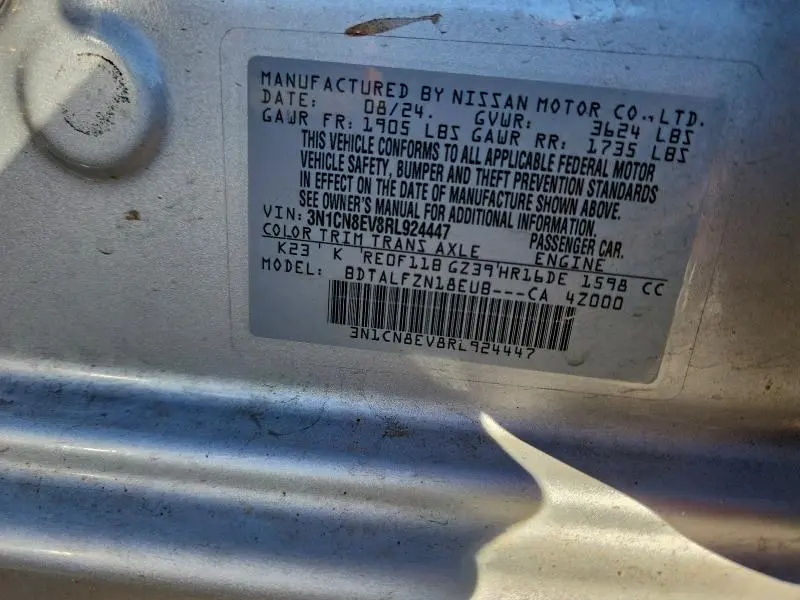 MANUFACTURED BY NISSAN MOTOR CO.,LTD.
DATE: 08/24. GVWR: 3624 LBS
GAWR FR: 1905 LBS GAWR RR: 1735 LBS
THIS VEHICLE CONFORMS TO ALL APPLICABLE FEDERAL MOTOR
VEHICLE SAFETY, BUMPER AND THEFT PREVENTION STANDARDS
IN EFFECT ON THE DATE OF MANUFACTURE SHOWN ABOVE.
SEE OWNER'S MANUAL FOR ADDITIONAL INFORMATION.
VIN: 3N1CN8EV8RL924447 PASSENGER CAR.
COLOR TRIM TRANS AXLE ENGINE
K23 ' K ' RE0F11B GZ39'HR16DE 1598 CC
MODEL: BDTALFZN18EUB---CA 4Z000
3N1CN8EV8RL924447